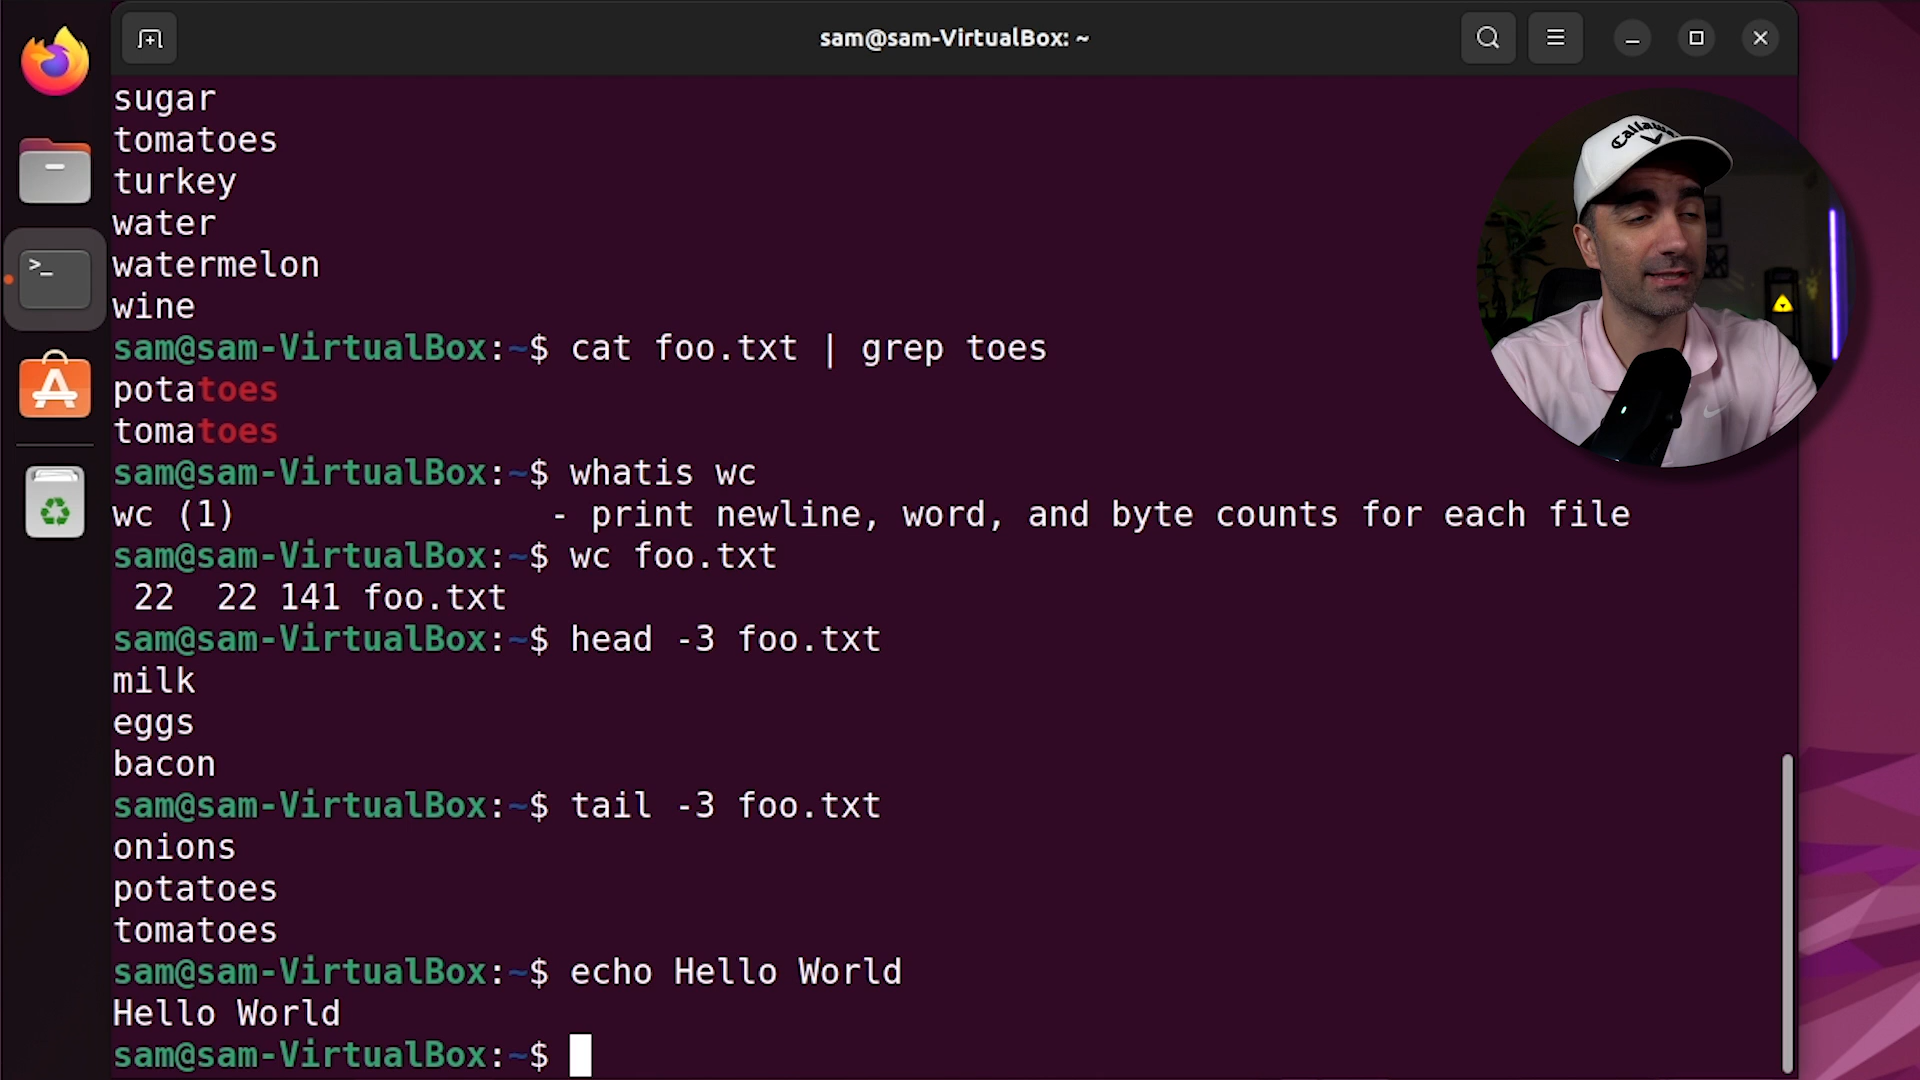 sam@sam-VirtualBox: ~
sugar
tomatoes
turkey
water
watermelon
wine
sam@sam-VirtualBox:~$ cat foo.txt | grep toes
potatoes
tomatoes
sam@sam-VirtualBox:~$ whatis wc
wc (1)               - print newline, word, and byte counts for each file
sam@sam-VirtualBox:~$ wc foo.txt
 22  22 141 foo.txt
sam@sam-VirtualBox:~$ head -3 foo.txt
milk
eggs
bacon
sam@sam-VirtualBox:~$ tail -3 foo.txt
onions
potatoes
tomatoes
sam@sam-VirtualBox:~$ echo Hello World
Hello World
sam@sam-VirtualBox:~$
Callaway